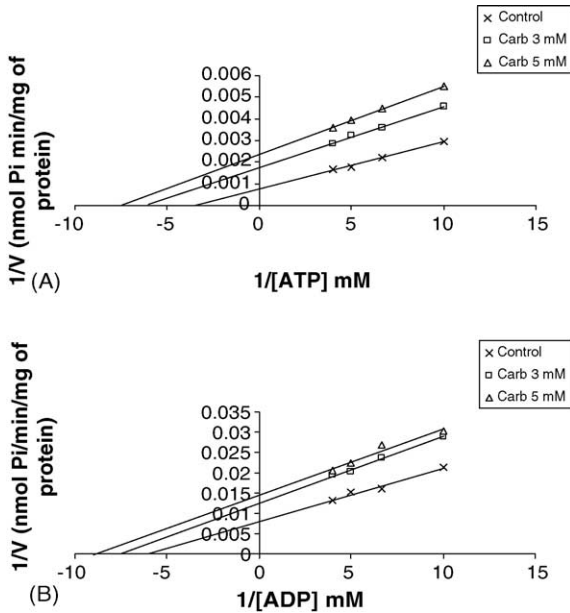 Control
Carb 3 mM
Carb 5 mM
1/V (nmol Pi min/mg of
protein)
0.006
0.005
0.004
0.003
0.002
0.001
0
-10
-5
0
5
10
15
1/[ATP] mM
(A)
Control
Carb 3 mM
Carb 5 mM
1/V (nmol Pi/min/mg of
protein)
0.035
0.03
0.025
0.02
0.015
0.01
0.005
0
-10
-5
0
5
10
15
1/[ADP] mM
(B)